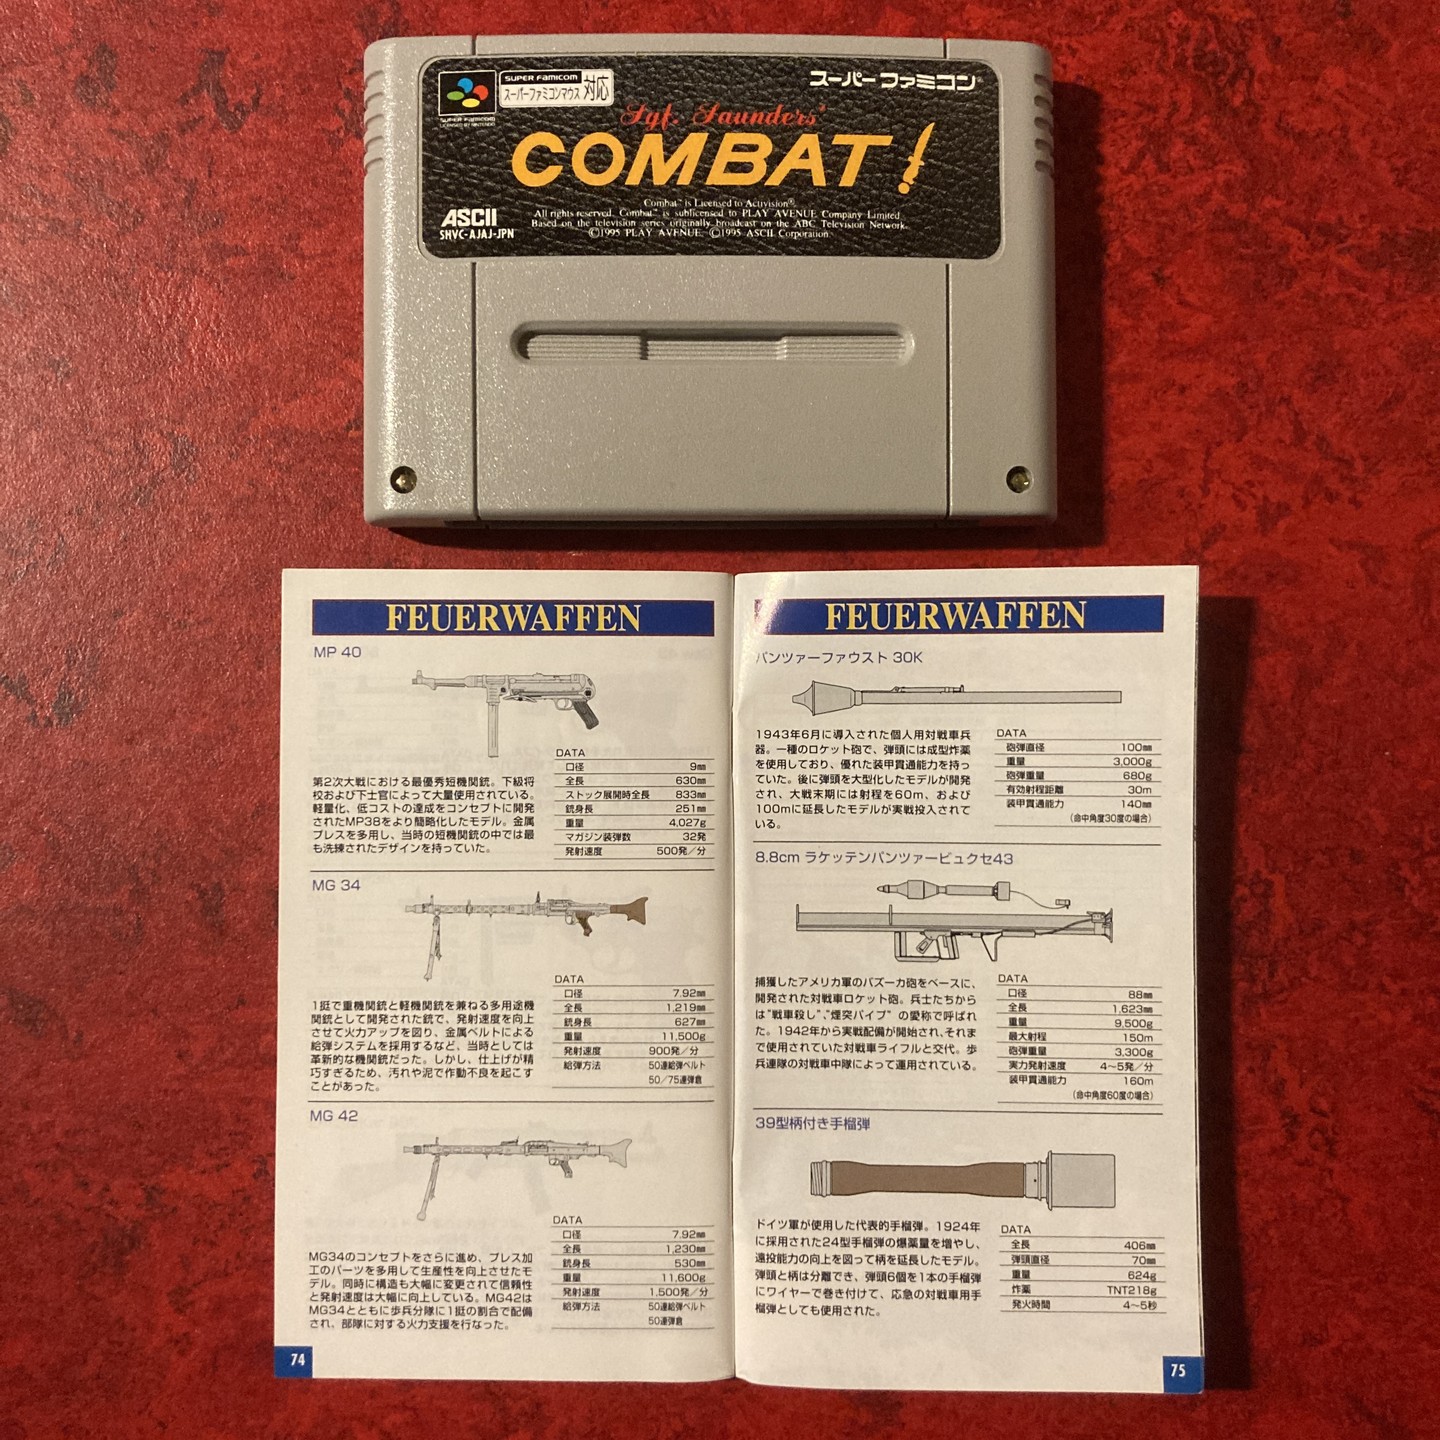 SUPER FAMICOM
スーパーファミコンマウス 対応
スーパーファミコン
SUPER FAMICOM
LICENSED BY NINTENDO
Sgt. Saunders'
COMBAT!
ASCII
SHVC-AJAJ-JPN
Combat™ is Licensed to Activision®.
All rights reserved. Combat™ is sublicensed to PLAY AVENUE Company Limited.
Based on the television series originally broadcast on the ABC Television Network.
©1995 PLAY AVENUE ©1995 ASCII Corporation
FEUERWAFFEN
MP 40
第2次大戦における最優秀短機関銃。下級将
校および下士官によって大量使用されている。
軽量化、低コストの達成をコンセプトに開発
されたMP38をより簡略化したモデル。金属
プレスを多用し、当時の短機関銃の中では最
も洗練されたデザインを持っていた。
DATA
口径 9㎜
全長 630㎜
ストック展開時全長 833㎜
銃身長 251㎜
重量 4,027g
マガジン装弾数 32発
発射速度 500発／分
MG 34
1挺で重機関銃と軽機関銃を兼ねる多用途機
関銃として開発された銃で、発射速度を向上
させて火力アップを図り、金属ベルトによる
給弾システムを採用するなど、当時としては
革新的な機関銃だった。しかし、仕上げが精
巧すぎるため、汚れや泥で作動不良を起こす
ことがあった。
DATA
口径 7.92㎜
全長 1,219㎜
銃身長 627㎜
重量 11,500g
発射速度 900発／分
給弾方法 50連給弾ベルト
50／75連弾倉
MG 42
MG34のコンセプトをさらに進め、プレス加
工のパーツを多用して生産性を向上させたモ
デル。同時に構造も大幅に変更されて信頼性
と発射速度は大幅に向上している。MG42は
MG34とともに歩兵分隊に1挺の割合で配備
され、部隊に対する火力支援を行なった。
DATA
口径 7.92㎜
全長 1,230㎜
銃身長 530㎜
重量 11,600g
発射速度 1,500発／分
給弾方法 50連給弾ベルト
50連弾倉
74
FEUERWAFFEN
パンツァーファウスト 30K
1943年6月に導入された個人用対戦車兵
器。一種のロケット砲で、弾頭には成型炸薬
を使用しており、優れた装甲貫通能力を持っ
ていた。後に弾頭を大型化したモデルが開発
され、大戦末期には射程を60m、および
100mに延長したモデルが実戦投入されて
いる。
DATA
砲弾直径 100㎜
重量 3,000g
砲弾重量 680g
有効射程距離 30m
装甲貫通能力 140㎜
（命中角度30度の場合）
8.8cm ラケッテンパンツァービュクセ43
捕獲したアメリカ軍のバズーカ砲をベースに、
開発された対戦車ロケット砲。兵士たちから
は“戦車殺し”、“煙突パイプ” の愛称で呼ばれ
た。1942年から実戦配備が開始され、それま
で使用されていた対戦車ライフルと交代。歩
兵連隊の対戦車中隊によって運用されている。
DATA
口径 88㎜
全長 1,623㎜
重量 9,500g
最大射程 150m
砲弾重量 3,300g
実力発射速度 4〜5発／分
装甲貫通能力 160m
（命中角度60度の場合）
39型柄付き手榴弾
ドイツ軍が使用した代表的手榴弾。1924年
に採用された24型手榴弾の爆薬量を増やし、
遠投能力の向上を図って柄を延長したモデル。
弾頭と柄は分離でき、弾頭6個を1本の手榴弾
にワイヤーで巻き付けて、応急の対戦車用手
榴弾としても使用された。
DATA
全長 406㎜
弾頭直径 70㎜
重量 624g
炸薬 TNT218g
発火時間 4〜5秒
75